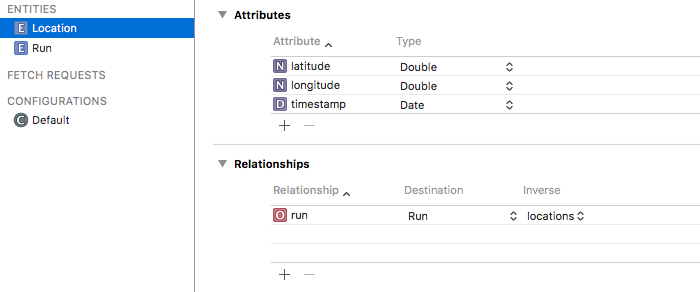 ENTITIES
E Location
E Run
FETCH REQUESTS
CONFIGURATIONS
C Default
Attributes
Attribute Type
N latitude Double
N longitude Double
D timestamp Date
+ −
Relationships
Relationship Destination Inverse
O run Run locations
+ −